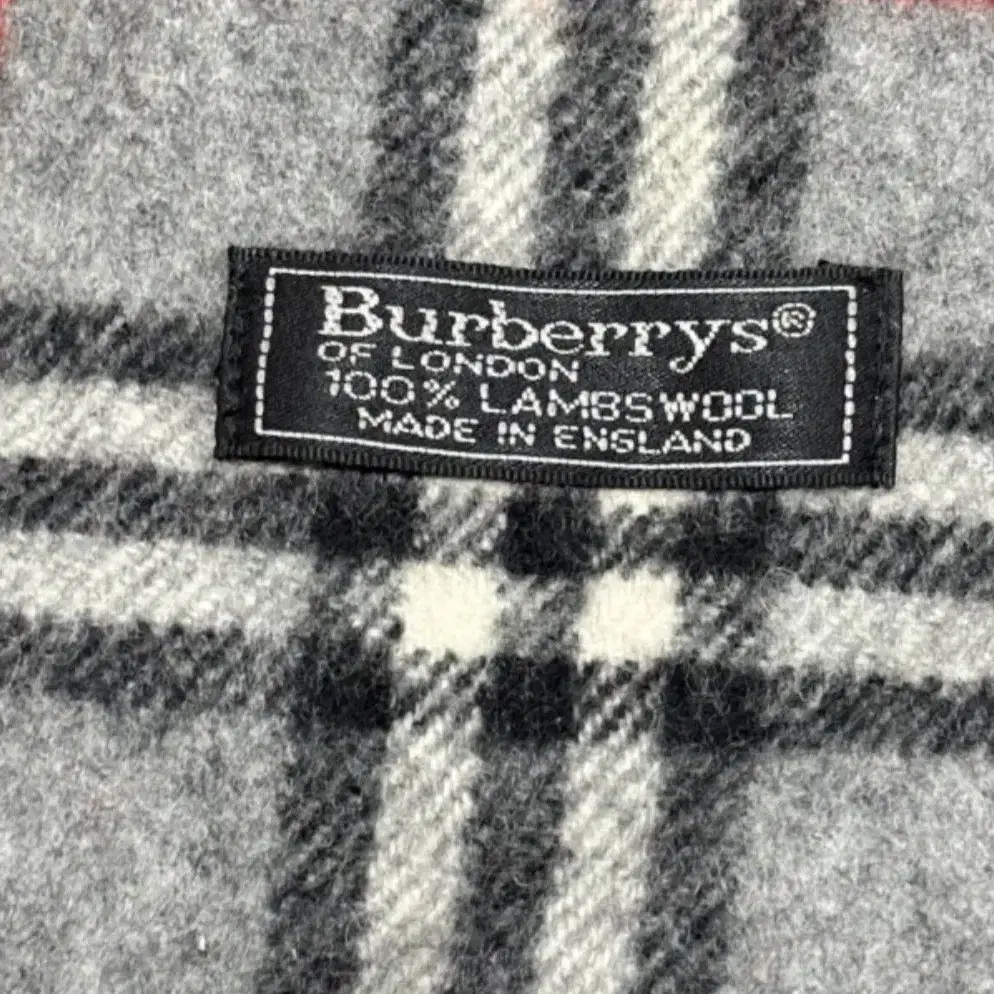 Burberrys®
OF LONDON
100% LAMBSWOOL
MADE IN ENGLAND